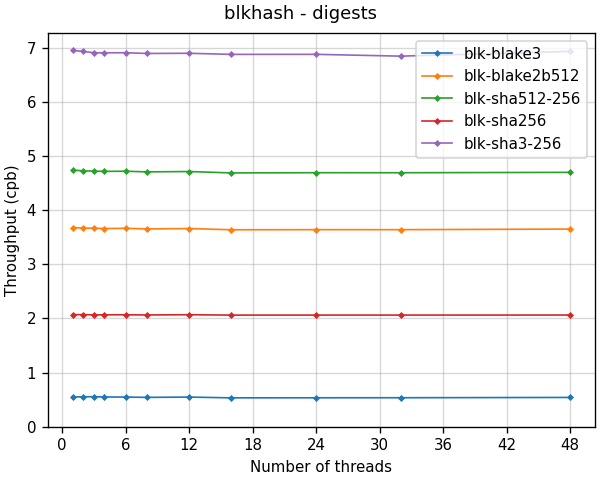 blkhash - digests
Throughput (cpb)
7
6
5
4
3
2
1
0
blk-blake3
blk-blake2b512
blk-sha512-256
blk-sha256
blk-sha3-256
0 6 12 18 24 30 36 42 48
Number of threads